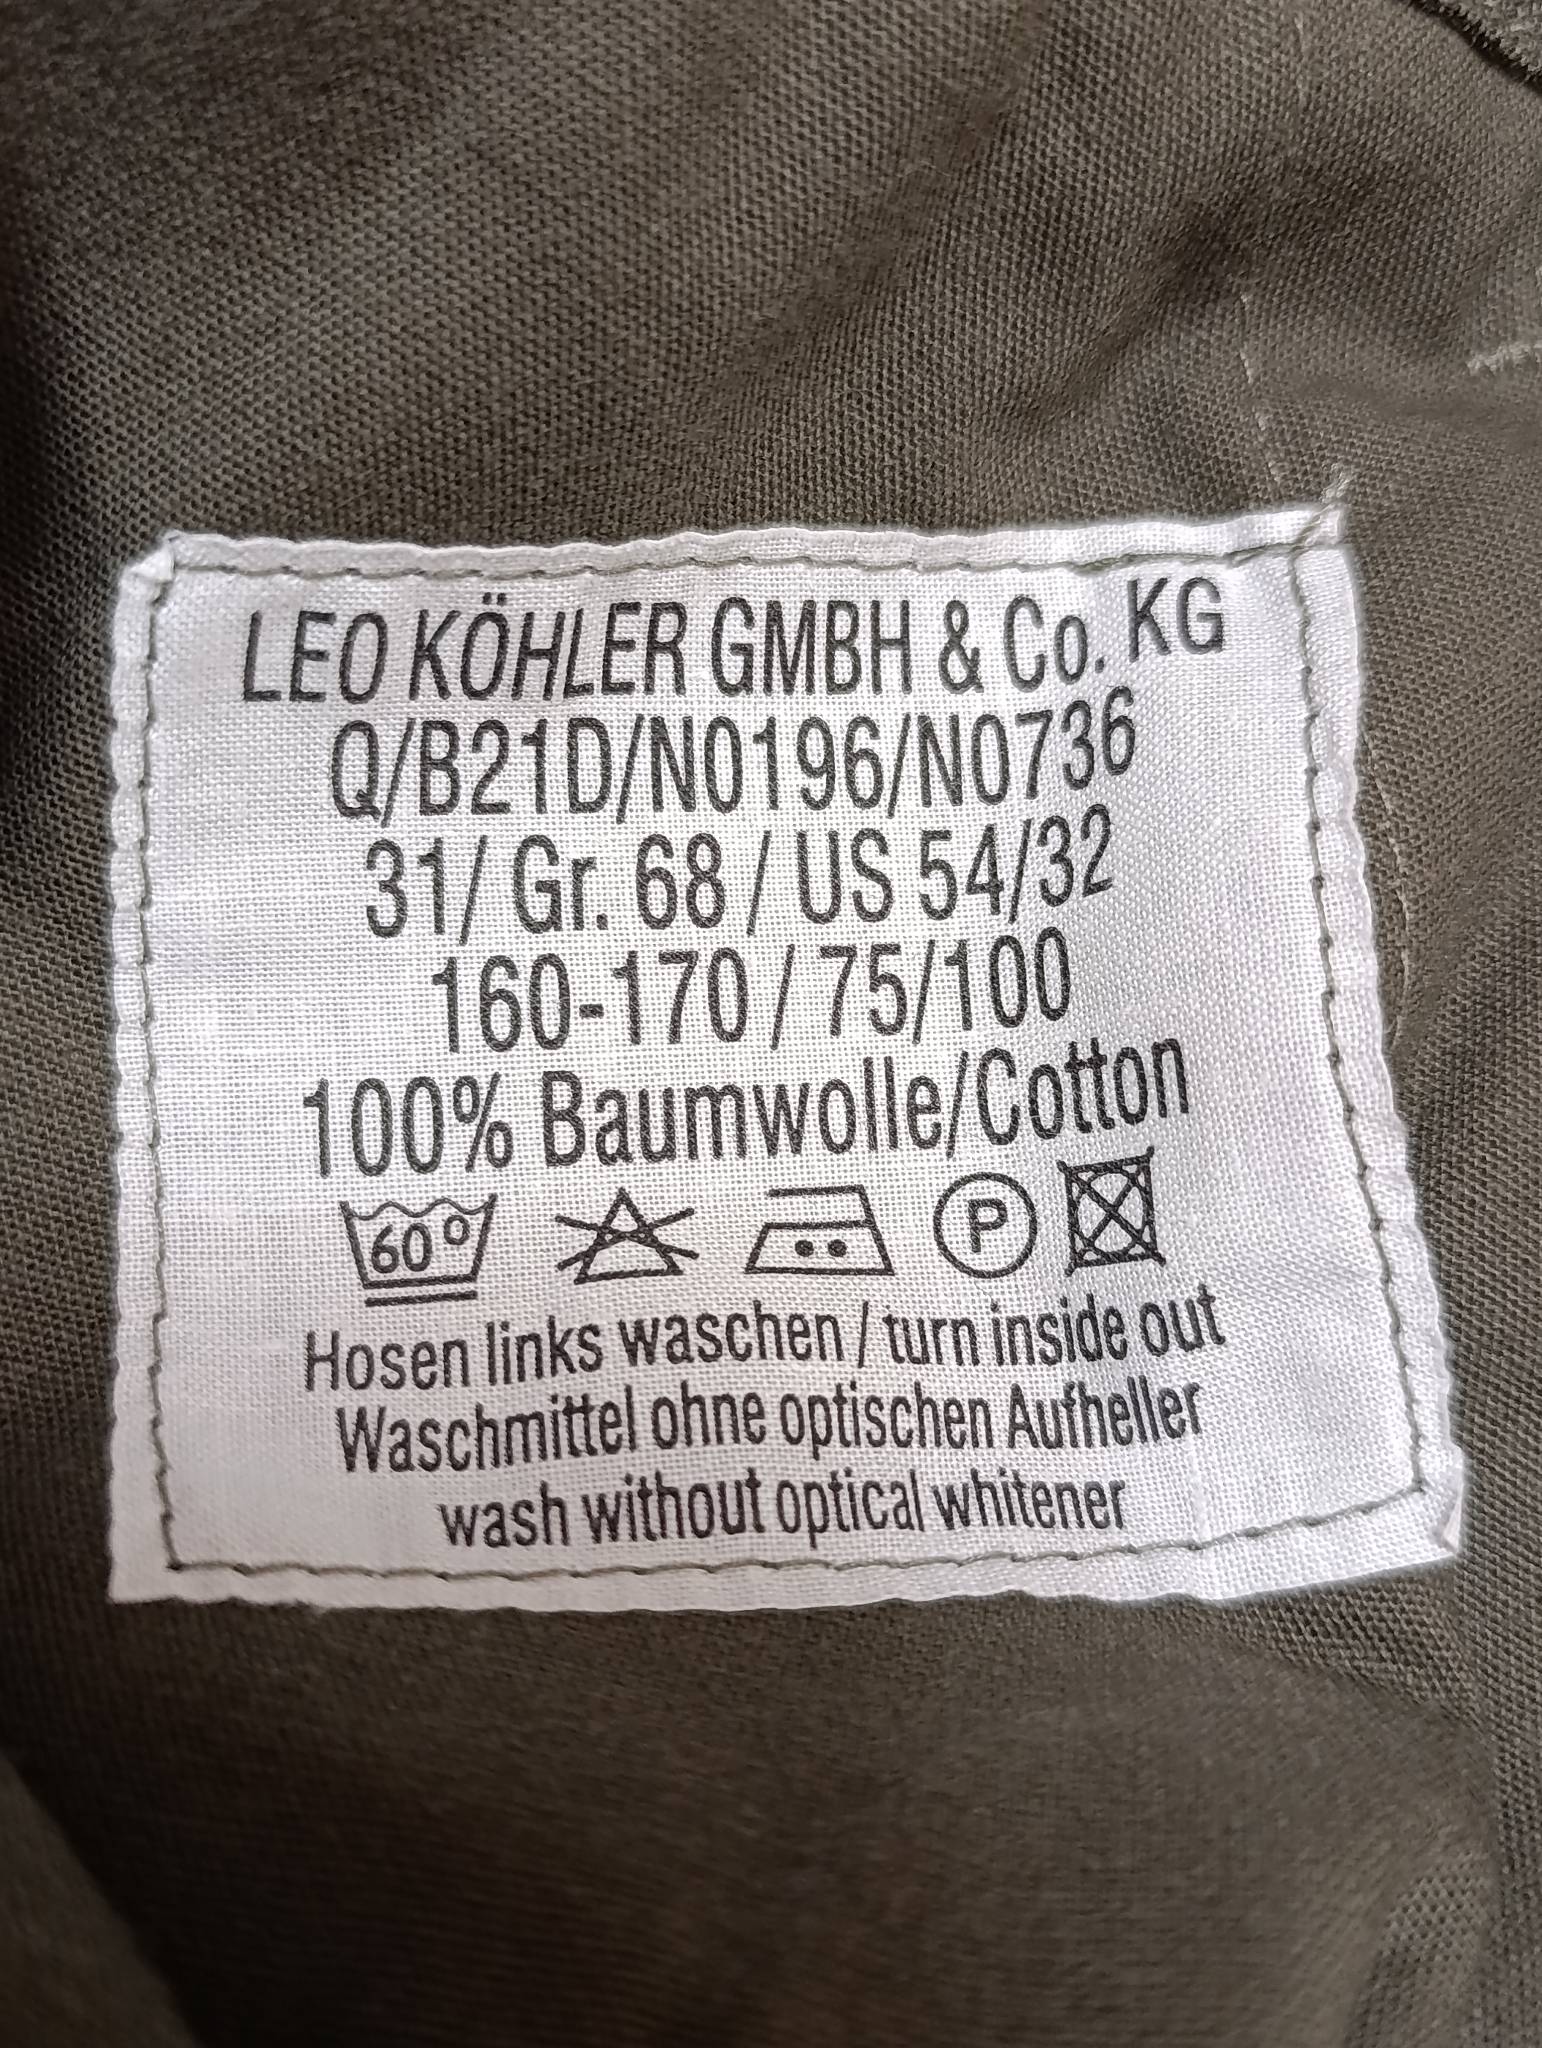 LEO KÖHLER GMBH & Co. KG
Q/B21D/N0196/N0736
31/ Gr. 68 / US 54/32
160-170 / 75/100
100% Baumwolle/Cotton
60° P
Hosen links waschen / turn inside out
Waschmittel ohne optischen Aufheller
wash without optical whitener